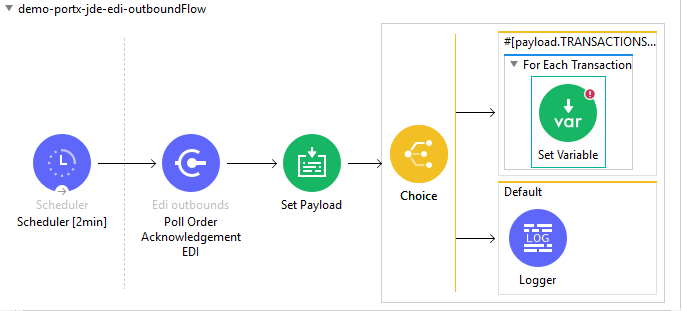 demo-portx-jde-edi-outboundFlow
#[payload.TRANSACTIONS...
For Each Transaction
var
Set Variable
Scheduler
Scheduler [2min]
Edi outbounds
Poll Order
Acknowledgement
EDI
Set Payload
Choice
Default
LOG
Logger